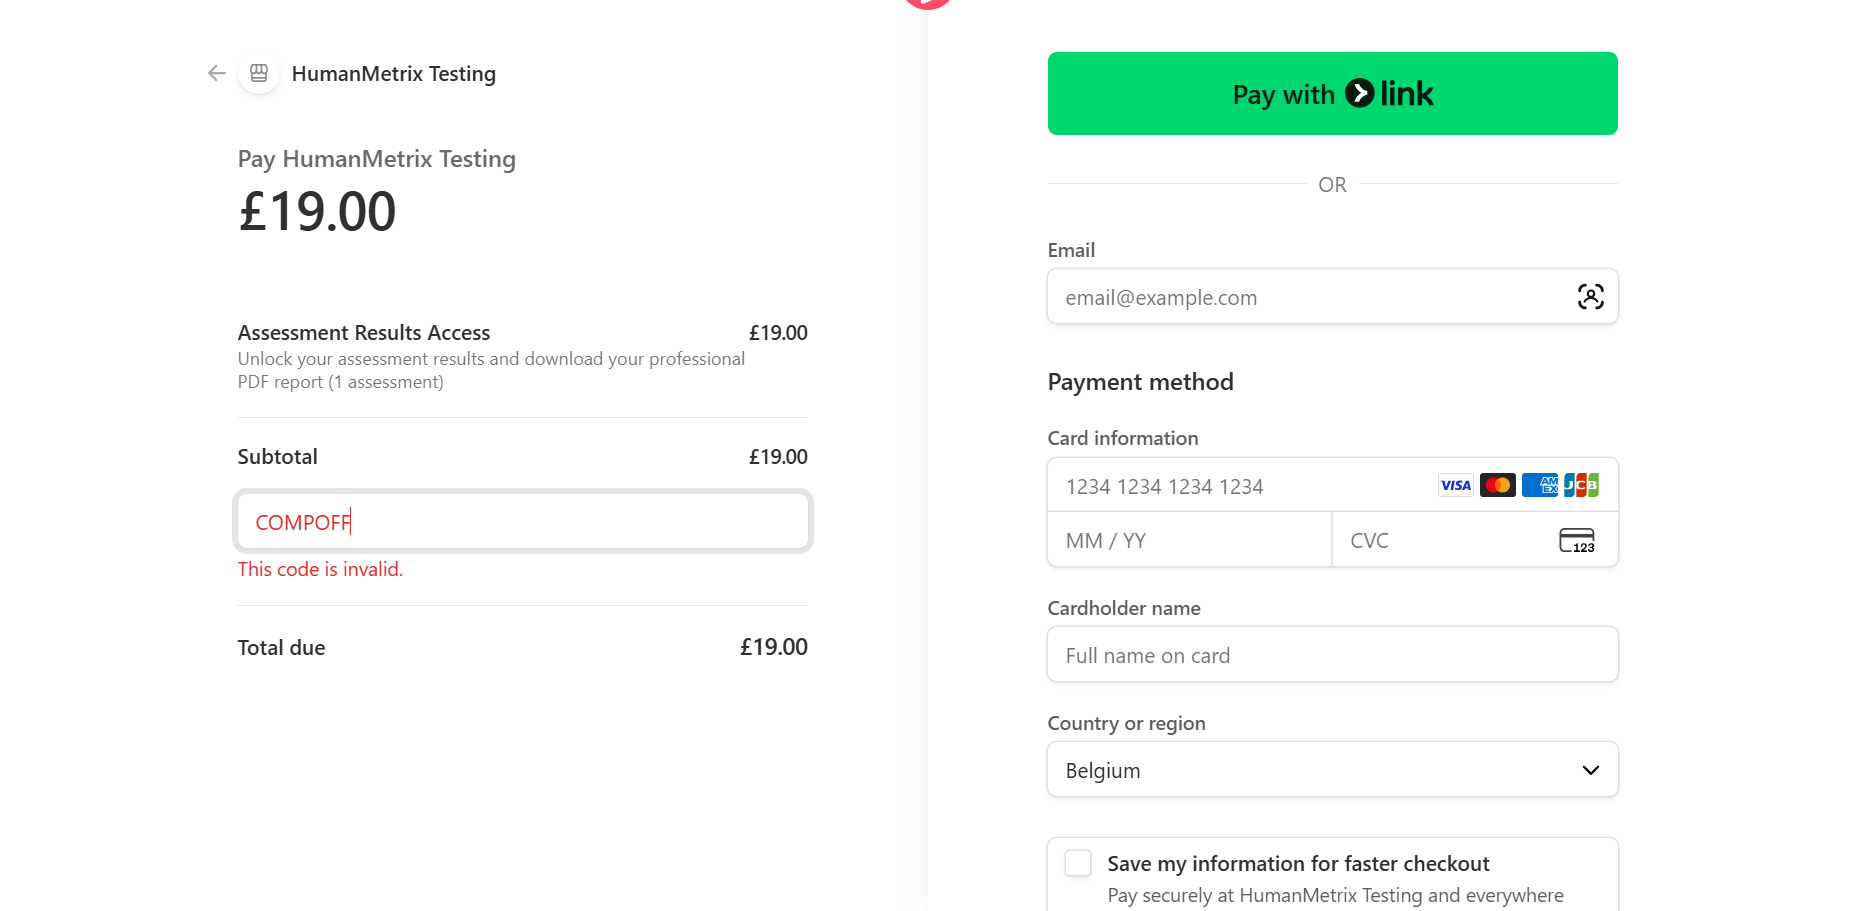 HumanMetrix Testing
Pay HumanMetrix Testing
£19.00
Assessment Results Access £19.00
Unlock your assessment results and download your professional
PDF report (1 assessment)
Subtotal £19.00
COMPOFF
This code is invalid.
Total due £19.00
Pay with link
OR
Email
email@example.com
Payment method
Card information
1234 1234 1234 1234 VISA AMEX JCB
MM / YY CVC 123
Cardholder name
Full name on card
Country or region
Belgium
Save my information for faster checkout
Pay securely at HumanMetrix Testing and everywhere